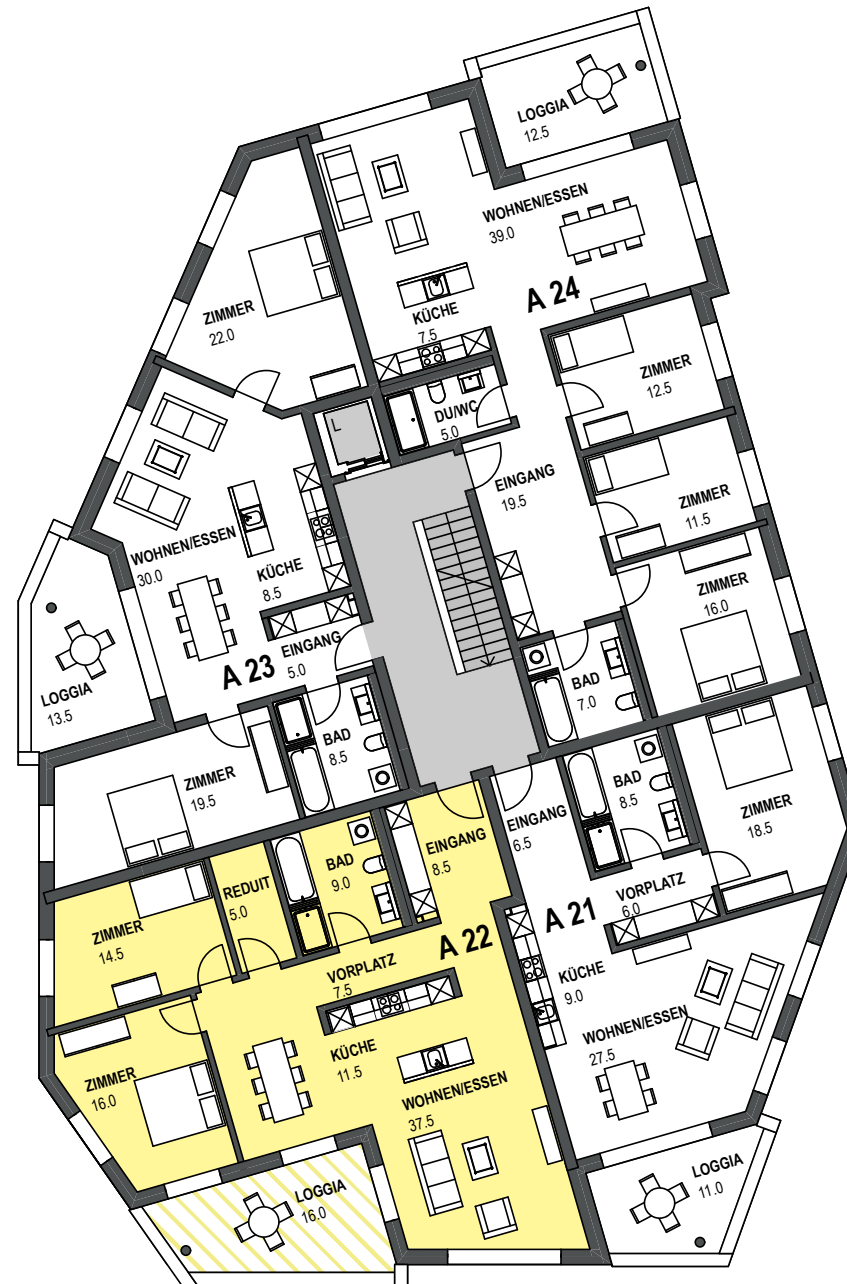 LOGGIA
12.5
WOHNEN/ESSEN
39.0
A 24
KÜCHE
7.5
ZIMMER
22.0
ZIMMER
12.5
DU/WC
5.0
L
EINGANG
19.5
ZIMMER
11.5
ZIMMER
16.0
BAD
7.0
WOHNEN/ESSEN
30.0
KÜCHE
8.5
EINGANG
5.0
A 23
LOGGIA
13.5
BAD
8.5
ZIMMER
19.5
EINGANG
6.5
BAD
8.5
ZIMMER
18.5
VORPLATZ
6.0
A 21
KÜCHE
9.0
WOHNEN/ESSEN
27.5
LOGGIA
11.0
EINGANG
8.5
BAD
9.0
REDUIT
5.0
ZIMMER
14.5
A 22
VORPLATZ
7.5
KÜCHE
11.5
ZIMMER
16.0
WOHNEN/ESSEN
37.5
LOGGIA
16.0